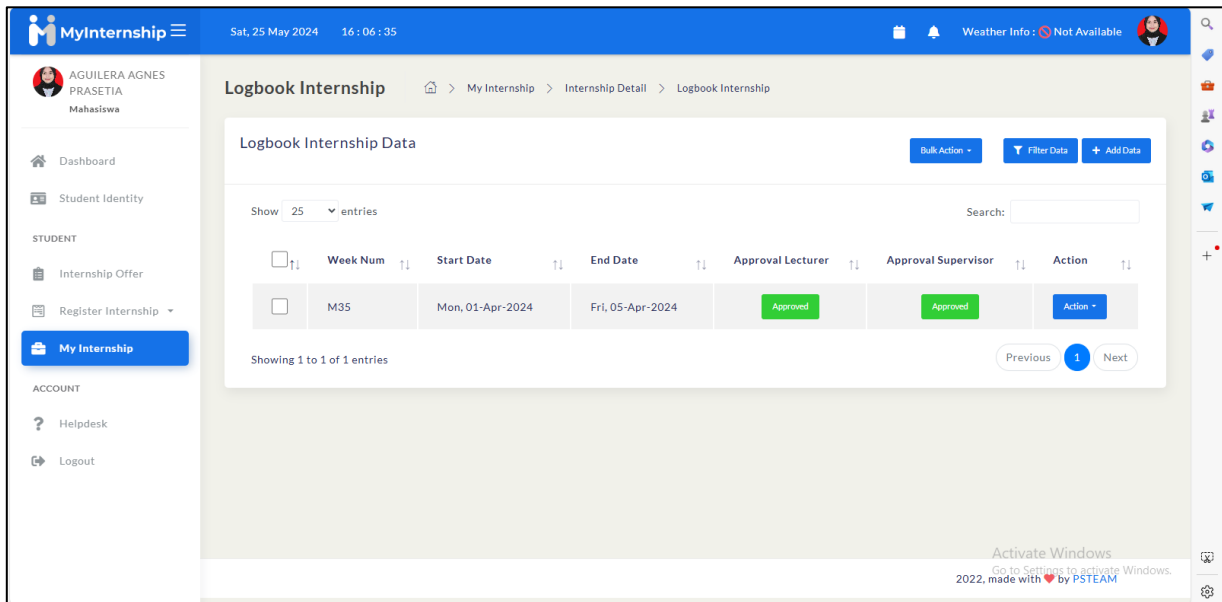 MyInternship
Sat, 25 May 2024 16 : 06 : 35
Weather Info : Not Available
AGUILERA AGNES
PRASETIA
Mahasiswa
Dashboard
Student Identity
STUDENT
Internship Offer
Register Internship
My Internship
ACCOUNT
Helpdesk
Logout
Logbook Internship
My Internship > Internship Detail > Logbook Internship
Logbook Internship Data
Bulk Action
Filter Data
+ Add Data
Show 25 entries
Search:
Week Num Start Date End Date Approval Lecturer Approval Supervisor Action
M35 Mon, 01-Apr-2024 Fri, 05-Apr-2024 Approved Approved Action
Showing 1 to 1 of 1 entries
Previous 1 Next
Activate Windows
Go to Settings to activate Windows.
2022, made with ❤ by PSTEAM